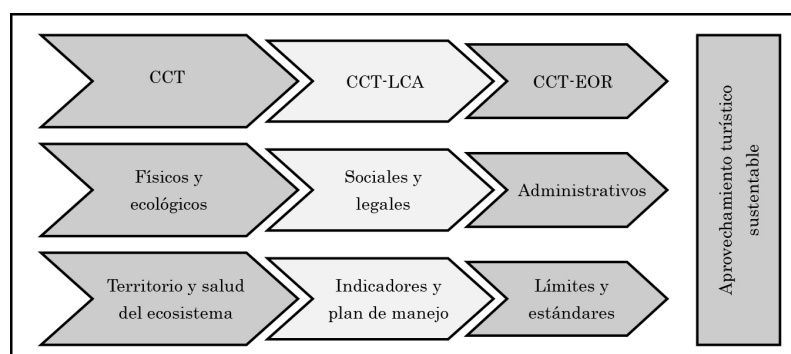 CCT
CCT-LCA
CCT-EOR
Físicos y
ecológicos
Sociales y
legales
Administrativos
Territorio y salud
del ecosistema
Indicadores y
plan de manejo
Límites y
estándares
Aprovechamiento turístico
sustentable